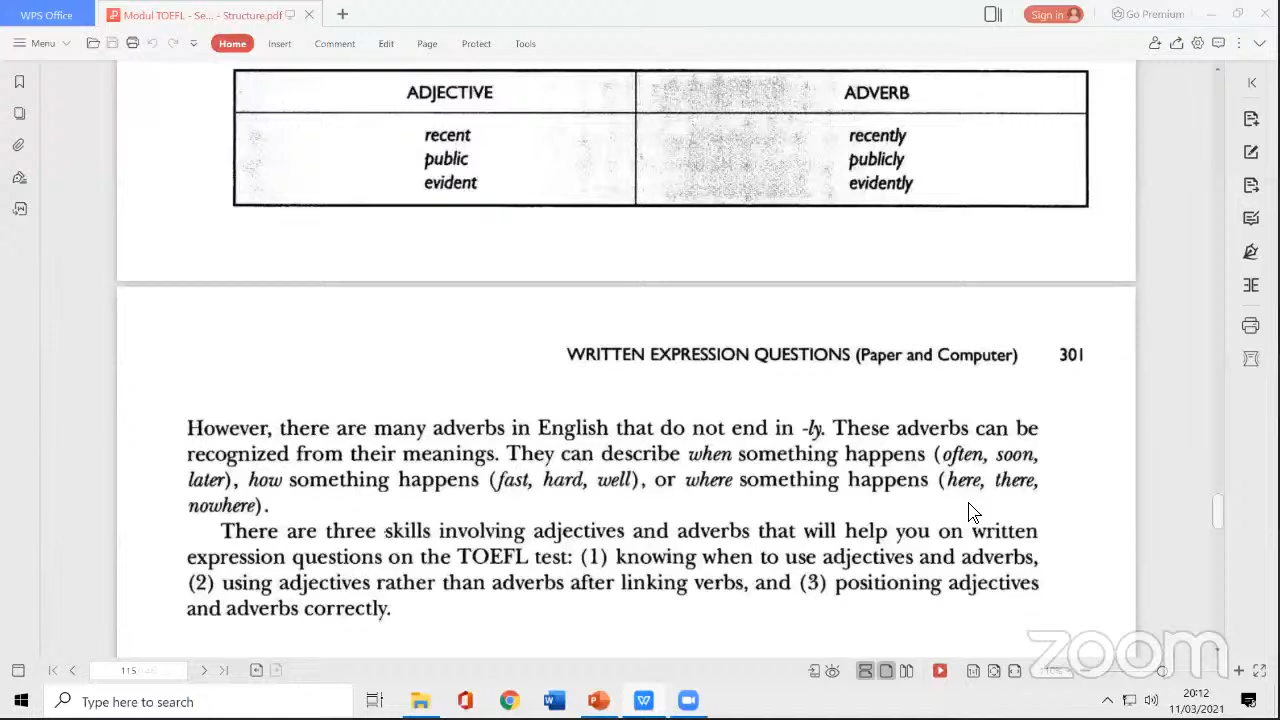 WPS Office
Modul TOEFL - Se... - Structure.pdf
Sign in
Go Premium
Menu
Home
Insert
Comment
Edit
Page
Protect
Tools
ADJECTIVE ADVERB
recent recently
public publicly
evident evidently
WRITTEN EXPRESSION QUESTIONS (Paper and Computer) 301
However, there are many adverbs in English that do not end in -ly. These adverbs can be
recognized from their meanings. They can describe when something happens (often, soon,
later), how something happens (fast, hard, well), or where something happens (here, there,
nowhere).
There are three skills involving adjectives and adverbs that will help you on written
expression questions on the TOEFL test: (1) knowing when to use adjectives and adverbs,
(2) using adjectives rather than adverbs after linking verbs, and (3) positioning adjectives
and adverbs correctly.
zoom
115
Type here to search
20:12
11/03/2021